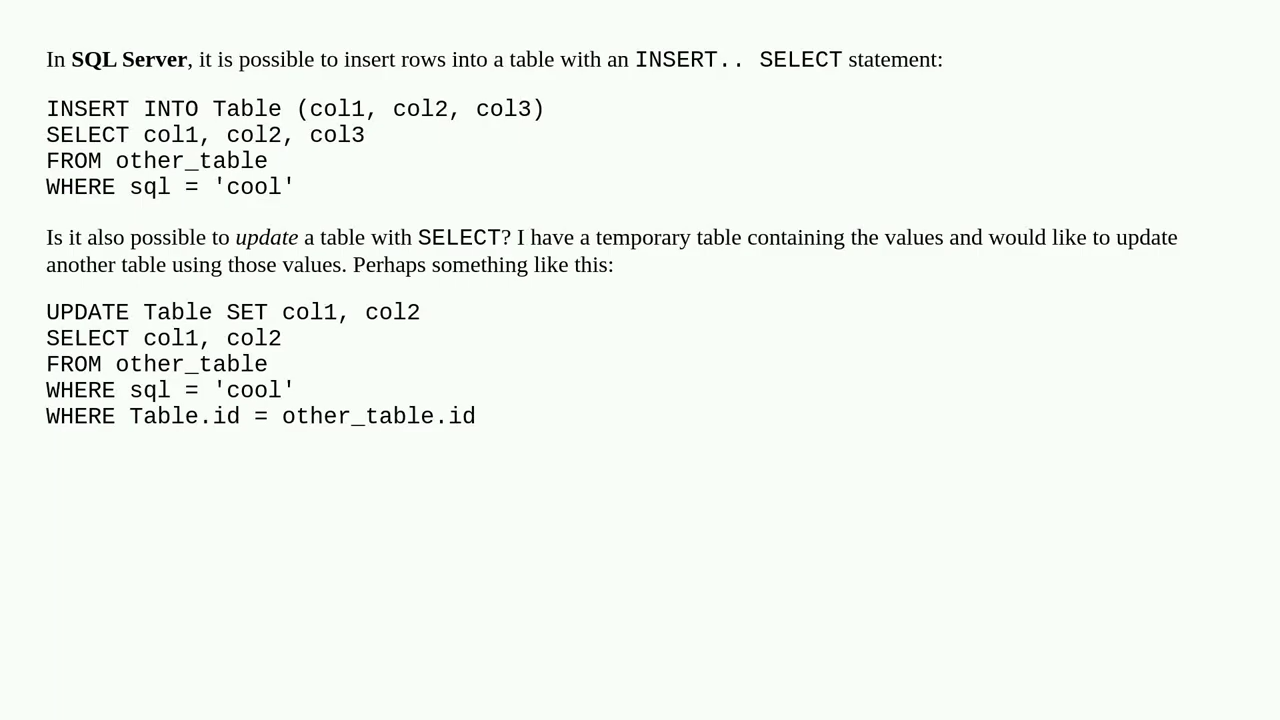 In SQL Server, it is possible to insert rows into a table with an INSERT.. SELECT statement:
INSERT INTO Table (col1, col2, col3)
SELECT col1, col2, col3
FROM other_table
WHERE sql = 'cool'
Is it also possible to update a table with SELECT? I have a temporary table containing the values and would like to update
another table using those values. Perhaps something like this:
UPDATE Table SET col1, col2
SELECT col1, col2
FROM other_table
WHERE sql = 'cool'
WHERE Table.id = other_table.id